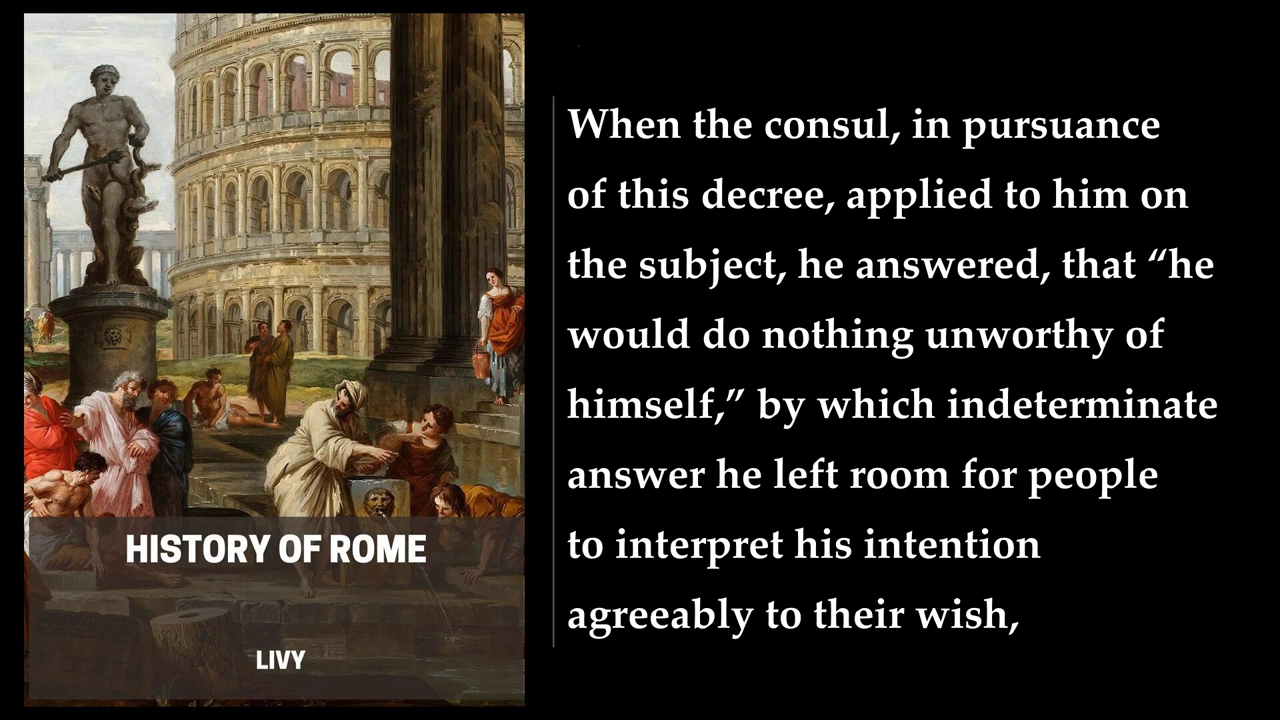 HISTORY OF ROME
LIVY
When the consul, in pursuance
of this decree, applied to him on
the subject, he answered, that “he
would do nothing unworthy of
himself,” by which indeterminate
answer he left room for people
to interpret his intention
agreeably to their wish,